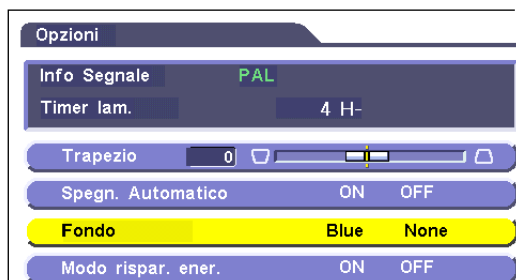 Opzioni
Info Segnale PAL
Timer lam. 4 H-
Trapezio 0
Spegn. Automatico ON OFF
Fondo Blue None
Modo rispar. ener. ON OFF